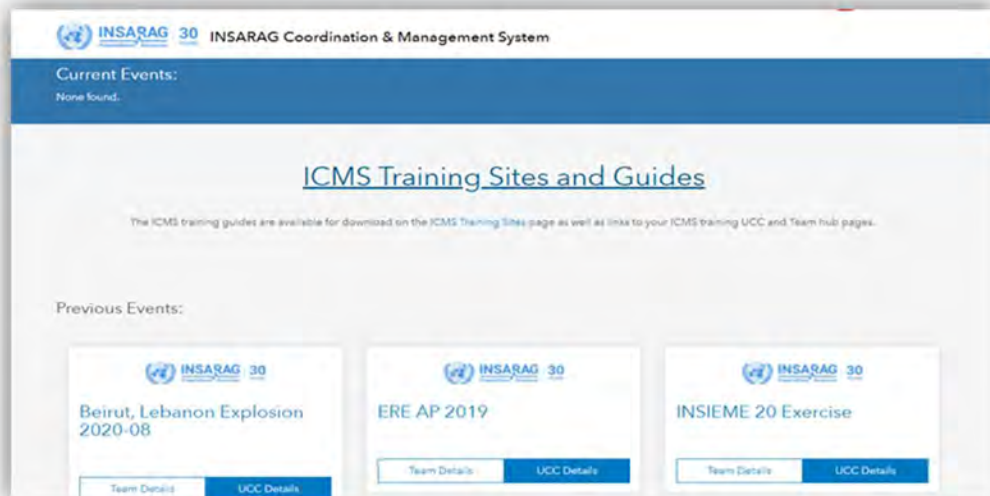 INSARAG 30 INSARAG Coordination & Management System
Current Events:
None found.
ICMS Training Sites and Guides
The ICMS training guides are available for download on the ICMS Training Sites page as well as links to your ICMS training UCC and Team hub pages.
Previous Events:
INSARAG 30
INSARAG 30
INSARAG 30
Beirut, Lebanon Explosion
2020-08
ERE AP 2019
INSIEME 20 Exercise
Team Details UCC Details
Team Details UCC Details
Team Details UCC Details